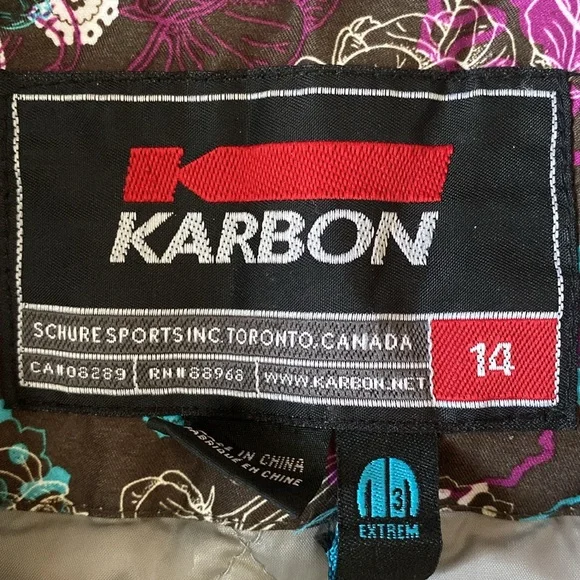 KARBON
SCHURE SPORTS INC. TORONTO, CANADA
14
CA#08289 RN#88968 WWW.KARBON.NET
IN CHINA
FABRIQUE EN CHINE
3
EXTREM